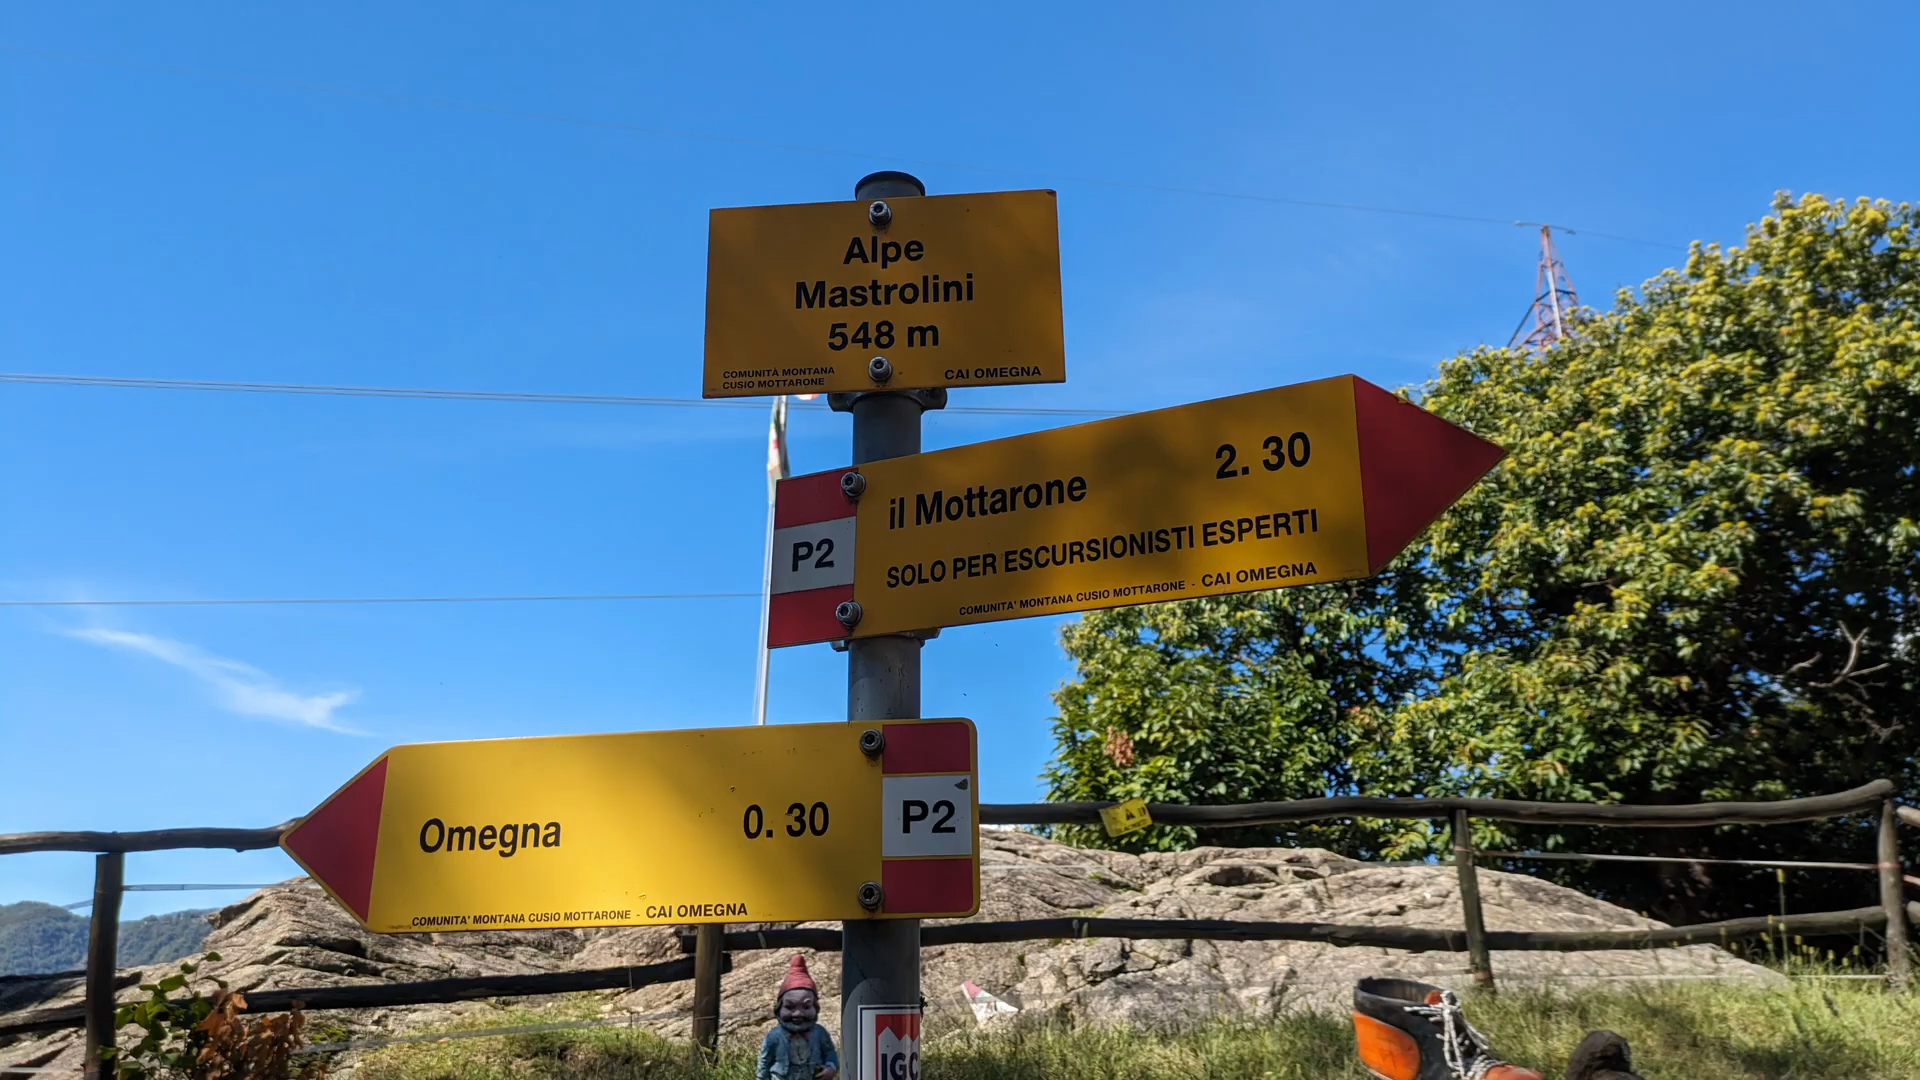 Alpe
Mastrolini
548 m
COMUNITÀ MONTANA
CUSIO MOTTARONE
CAI OMEGNA
il Mottarone 2. 30
P2
SOLO PER ESCURSIONISTI ESPERTI
COMUNITA' MONTANA CUSIO MOTTARONE - CAI OMEGNA
Omegna 0. 30
P2
COMUNITA' MONTANA CUSIO MOTTARONE - CAI OMEGNA
IGC